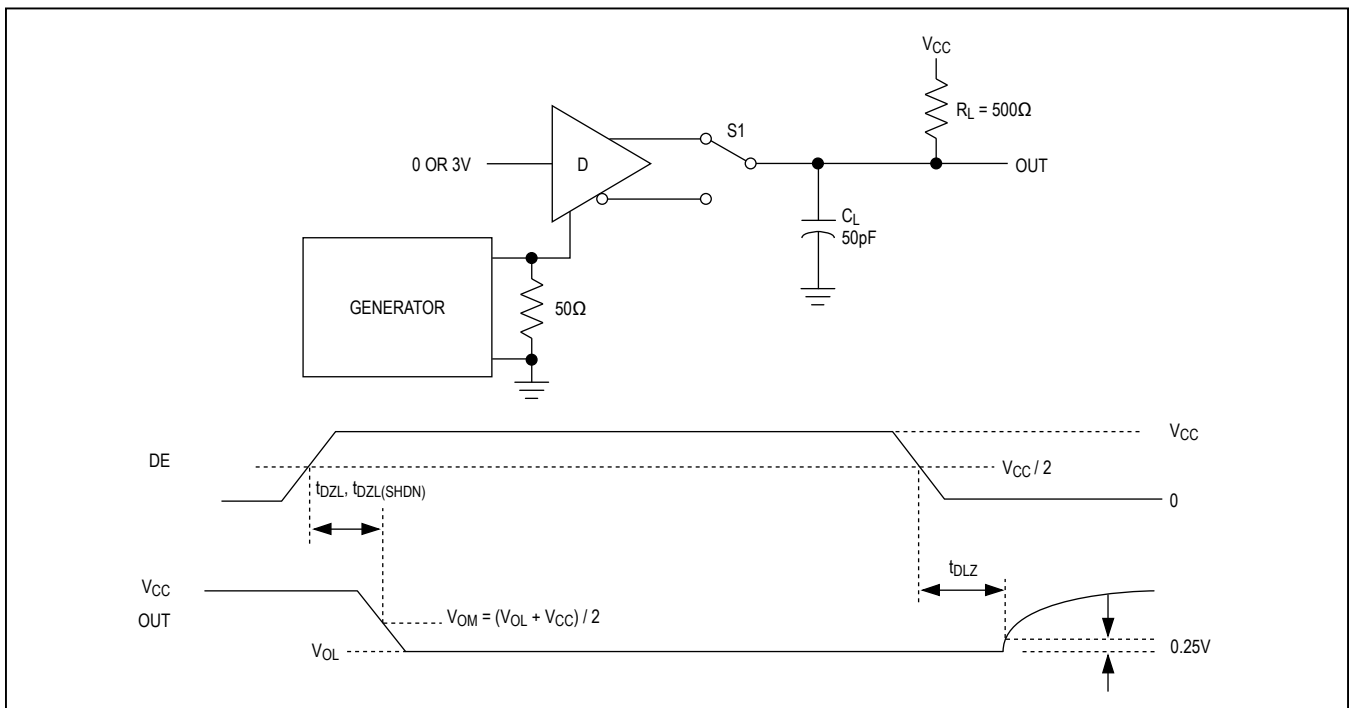 VCC
RL = 500Ω
S1
0 OR 3V
D
OUT
CL
50pF
GENERATOR
50Ω
VCC
DE
VCC / 2
tDZL, tDZL(SHDN)
0
tDLZ
VCC
OUT
VOM = (VOL + VCC) / 2
VOL
0.25V